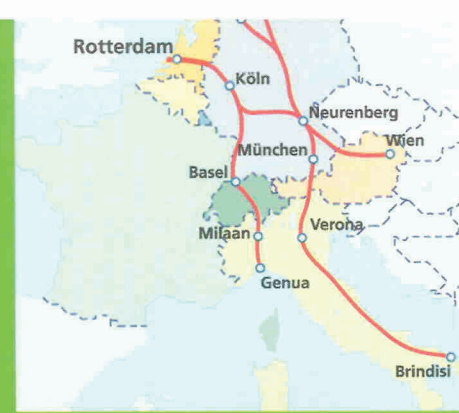 Rotterdam
Köln
Neurenberg
Wien
München
Basel
Verona
Milaan
Genua
Brindisi